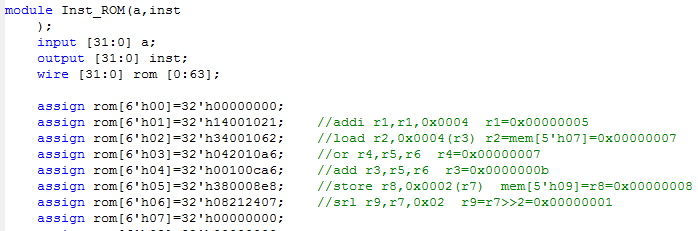 module Inst_ROM(a,inst
);
input [31:0] a;
output [31:0] inst;
wire [31:0] rom [0:63];
assign rom[6'h00]=32'h00000000;
assign rom[6'h01]=32'h14001021; //addi r1,r1,0x0004 r1=0x00000005
assign rom[6'h02]=32'h34001062; //load r2,0x0004(r3) r2=mem[5'h07]=0x00000007
assign rom[6'h03]=32'h042010a6; //or r4,r5,r6 r4=0x00000007
assign rom[6'h04]=32'h00100ca6; //add r3,r5,r6 r3=0x0000000b
assign rom[6'h05]=32'h380008e8; //store r8,0x0002(r7) mem[5'h09]=r8=0x00000008
assign rom[6'h06]=32'h08212407; //srl r9,r7,0x02 r9=r7>>2=0x00000001
assign rom[6'h07]=32'h00000000;